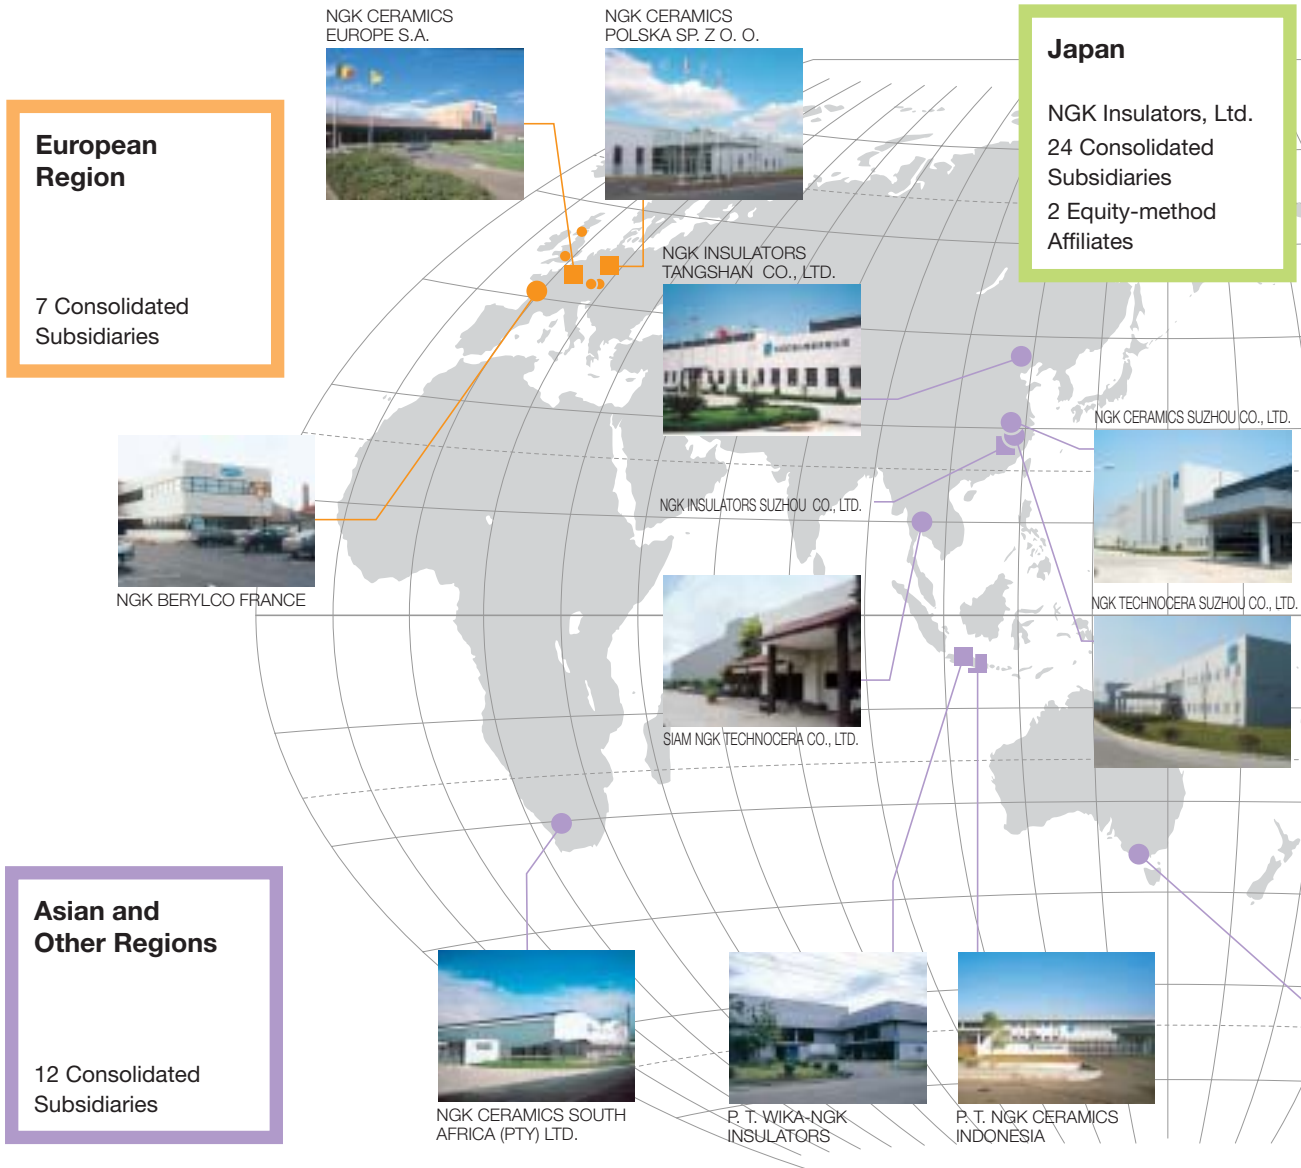 NGK CERAMICS
EUROPE S.A.
NGK CERAMICS
POLSKA SP. Z O. O.
Japan
NGK Insulators, Ltd.
24 Consolidated
Subsidiaries
2 Equity-method
Affiliates
European
Region
7 Consolidated
Subsidiaries
NGK INSULATORS
TANGSHAN CO., LTD.
NGK CERAMICS SUZHOU CO., LTD.
NGK INSULATORS SUZHOU CO., LTD.
NGK BERYLCO FRANCE
NGK TECHNOCERA SUZHOU CO., LTD.
SIAM NGK TECHNOCERA CO., LTD.
Asian and
Other Regions
12 Consolidated
Subsidiaries
NGK CERAMICS SOUTH
AFRICA (PTY) LTD.
P. T. WIKA-NGK
INSULATORS
P. T. NGK CERAMICS
INDONESIA